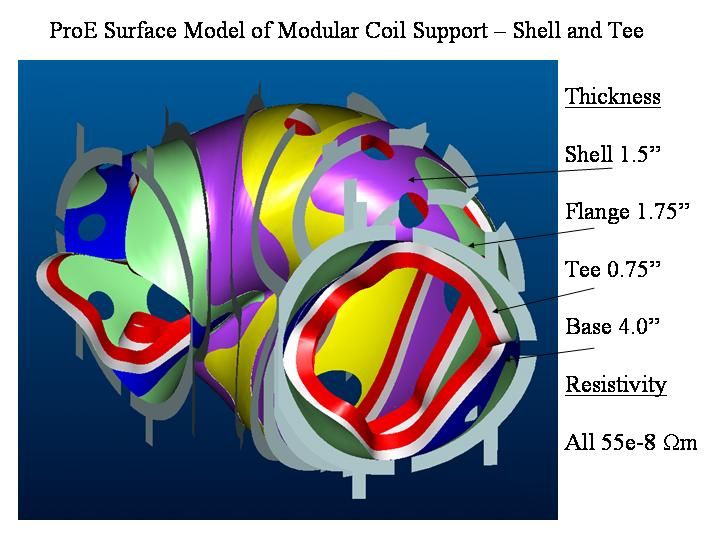 ProE Surface Model of Modular Coil Support – Shell and Tee
Thickness
Shell 1.5”
Flange 1.75”
Tee 0.75”
Base 4.0”
Resistivity
All 55e-8 Ωm